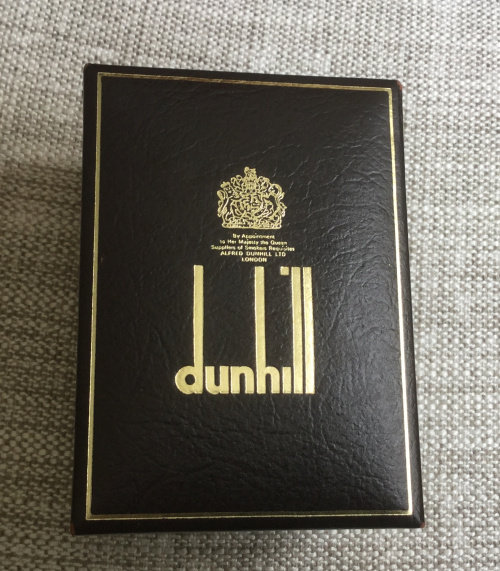 By Appointment
to Her Majesty the Queen
Suppliers of Smokers Requisites
ALFRED DUNHILL LTD
LONDON
dunhill